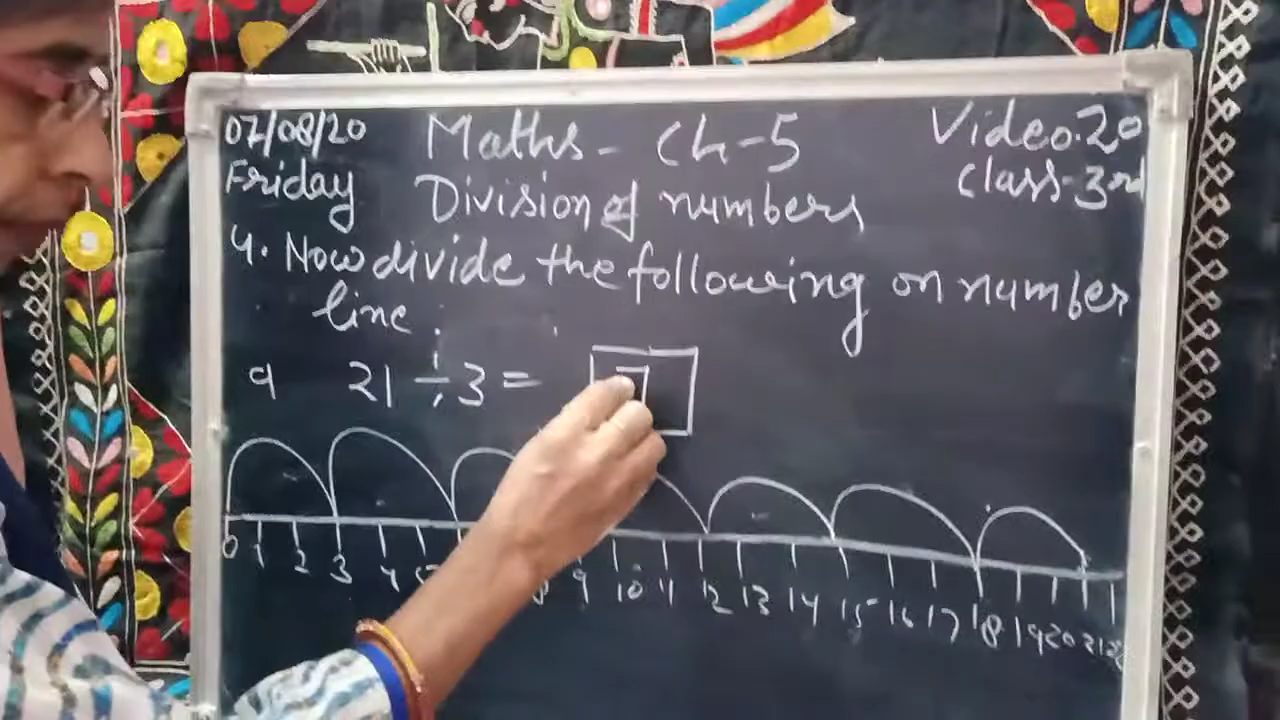 07/08/20 Maths - Ch-5 Video.20
Friday Division of numbers Class-3rd
4. Now divide the following on number
line.
a 21 ÷ 3 = 7
0 1 2 3 4 5 8 9 10 11 12 13 14 15 16 17 18 19 20 21 22